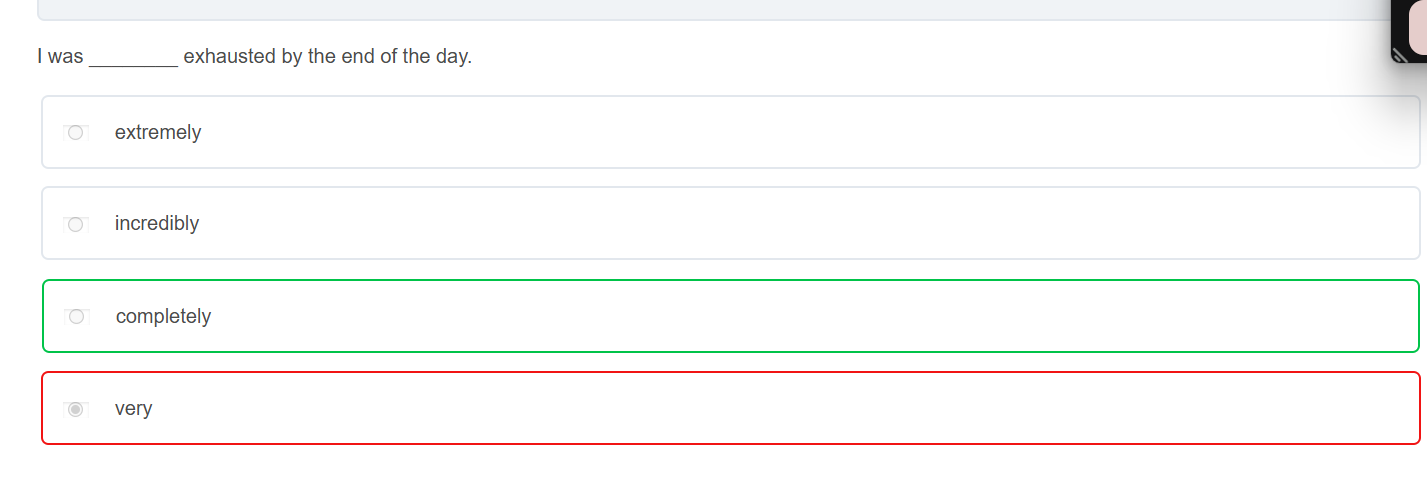 I was ________ exhausted by the end of the day.
extremely
incredibly
completely
very